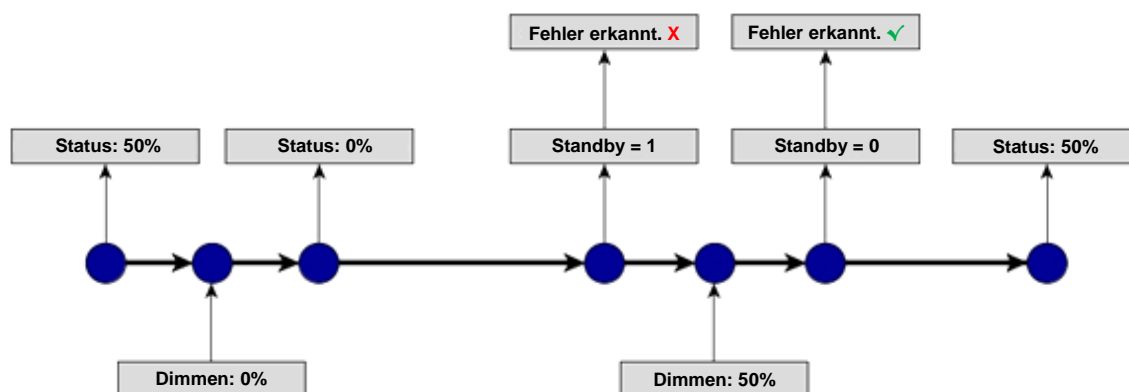 Fehler erkannt. X
Fehler erkannt. ✓
Status: 50%
Status: 0%
Standby = 1
Standby = 0
Status: 50%
Dimmen: 0%
Dimmen: 50%